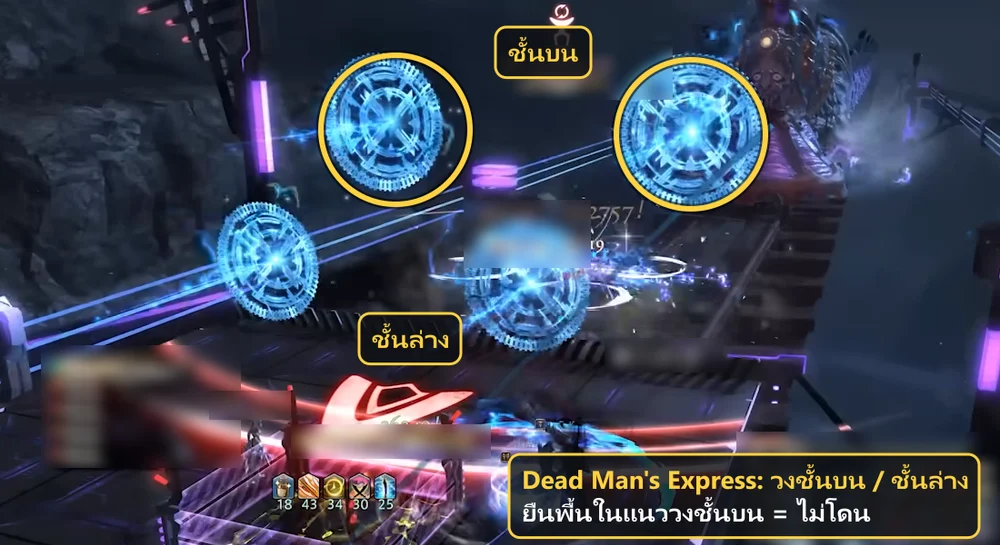 ชั้นบน
2757!
19
ชั้นล่าง
18 43 34 30 25
Dead Man's Express: วงชั้นบน / ชั้นล่าง
ยืนพื้นในแนววงชั้นบน = ไม่โดน